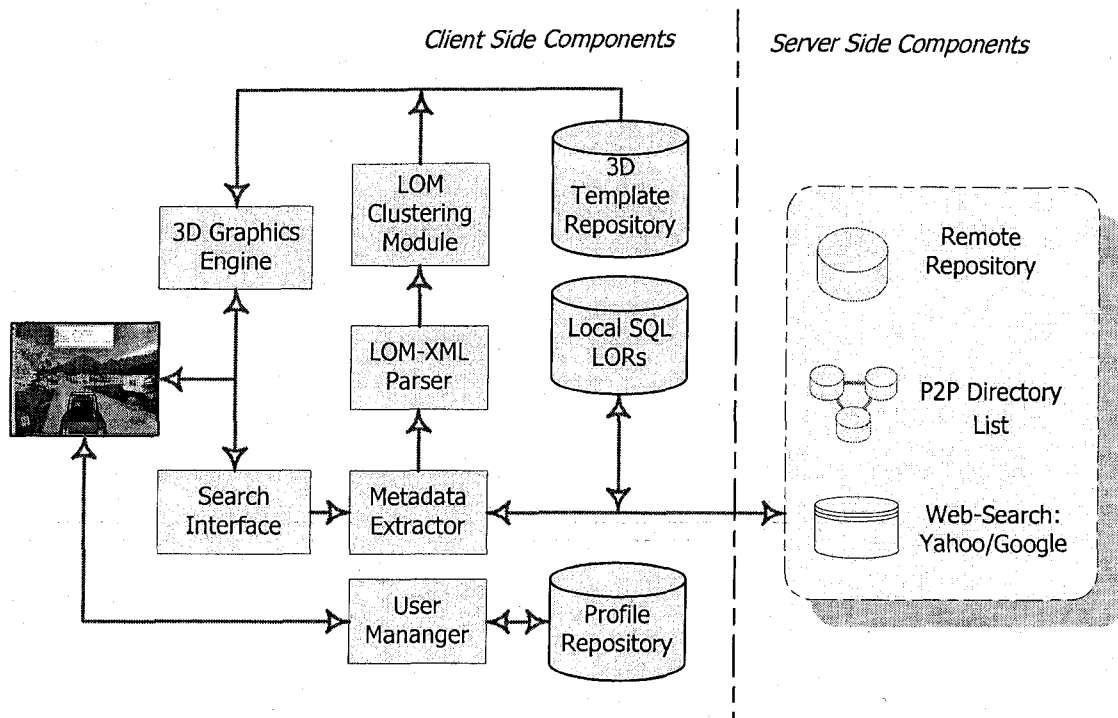 Client Side Components
Server Side Components
3D
Template
Repository
LOM
Clustering
Module
3D Graphics
Engine
Remote
Repository
Local SQL
LORs
LOM-XML
Parser
P2P Directory
List
Search
Interface
Metadada
Extractor
Web-Search:
Yahoo/Google
User
Mananger
Profile
Repository